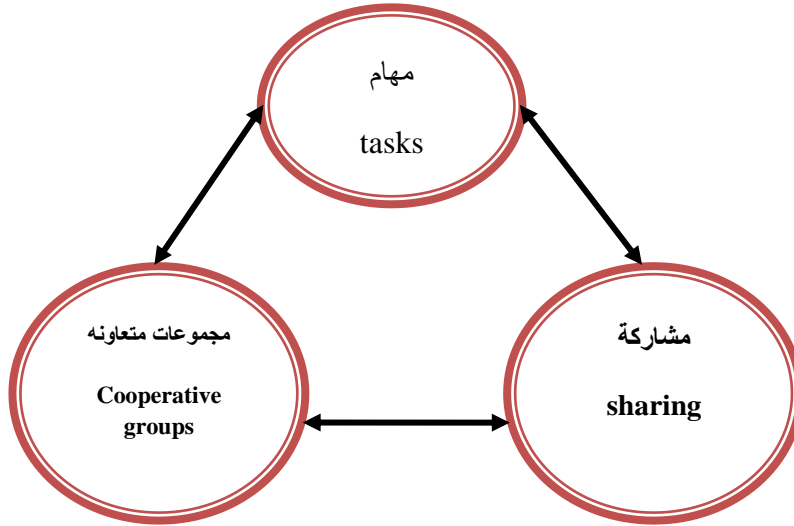 مهام
tasks
مجموعات متعاونه
Cooperative
groups
مشاركة
sharing